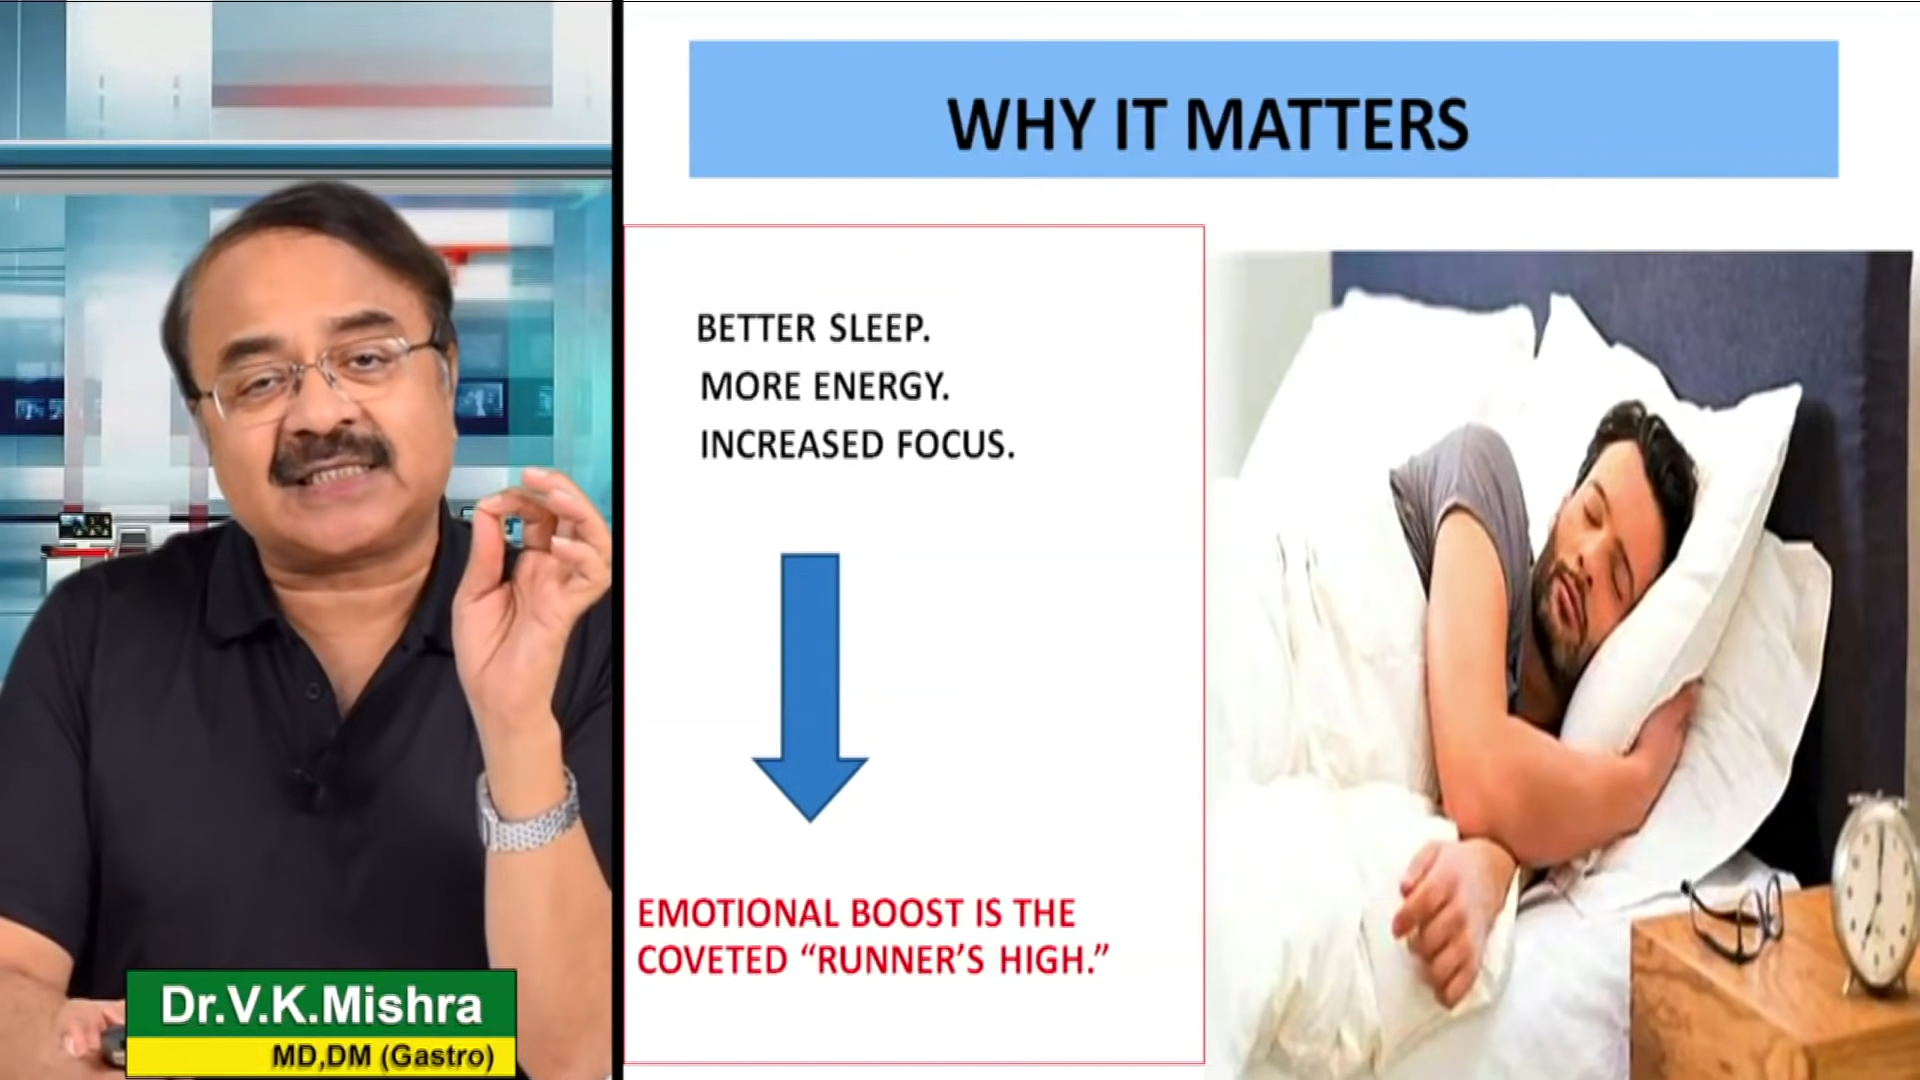 WHY IT MATTERS
BETTER SLEEP.
MORE ENERGY.
INCREASED FOCUS.
EMOTIONAL BOOST IS THE
COVETED “RUNNER’S HIGH.”
Dr.V.K.Mishra
MD,DM (Gastro)